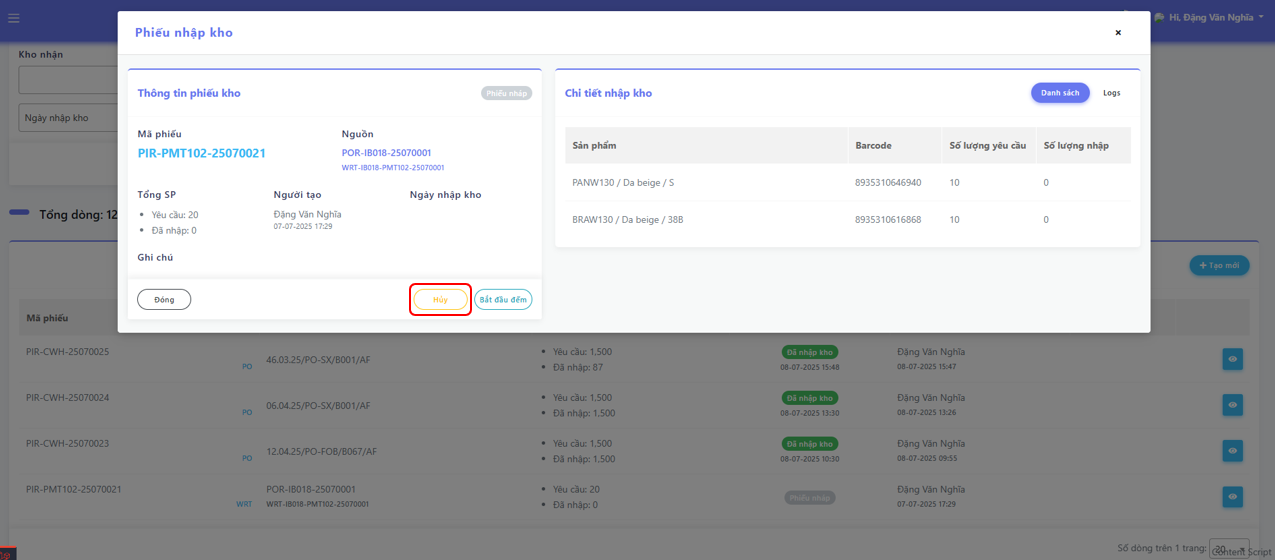 Hi, Đặng Văn Nghĩa
Phiếu nhập kho
×
Kho nhận
Ngày nhập kho
Thông tin phiếu kho
Phiếu nháp
Mã phiếu
Nguồn
PIR-PMT102-25070021
POR-IB018-25070001
WRT-IB018-PMT102-25070001
Tổng SP
Người tạo
Ngày nhập kho
Yêu cầu: 20
Đã nhập: 0
Đặng Văn Nghĩa
07-07-2025 17:29
Ghi chú
Đóng
Hủy
Bắt đầu đếm
Chi tiết nhập kho
Danh sách
Logs
Sản phẩm Barcode Số lượng yêu cầu Số lượng nhập
PANW130 / Da beige / S 8935310646940 10 0
BRAW130 / Da beige / 38B 8935310616868 10 0
Tổng dòng: 12
+ Tạo mới
Mã phiếu
PIR-CWH-25070025
PO
46.03.25/PO-SX/B001/AF
Yêu cầu: 1,500
Đã nhập: 87
Đã nhập kho
08-07-2025 15:48
Đặng Văn Nghĩa
08-07-2025 15:47
PIR-CWH-25070024
PO
06.04.25/PO-SX/B001/AF
Yêu cầu: 1,500
Đã nhập: 1,500
Đã nhập kho
08-07-2025 13:30
Đặng Văn Nghĩa
08-07-2025 13:26
PIR-CWH-25070023
PO
12.04.25/PO-FOB/B067/AF
Yêu cầu: 1,500
Đã nhập: 1,500
Đã nhập kho
08-07-2025 10:30
Đặng Văn Nghĩa
08-07-2025 09:55
PIR-PMT102-25070021
WRT
POR-IB018-25070001
WRT-IB018-PMT102-25070001
Yêu cầu: 20
Đã nhập: 0
Phiếu nháp
Đặng Văn Nghĩa
07-07-2025 17:29
Số dòng trên 1 trang: 20
Content Script